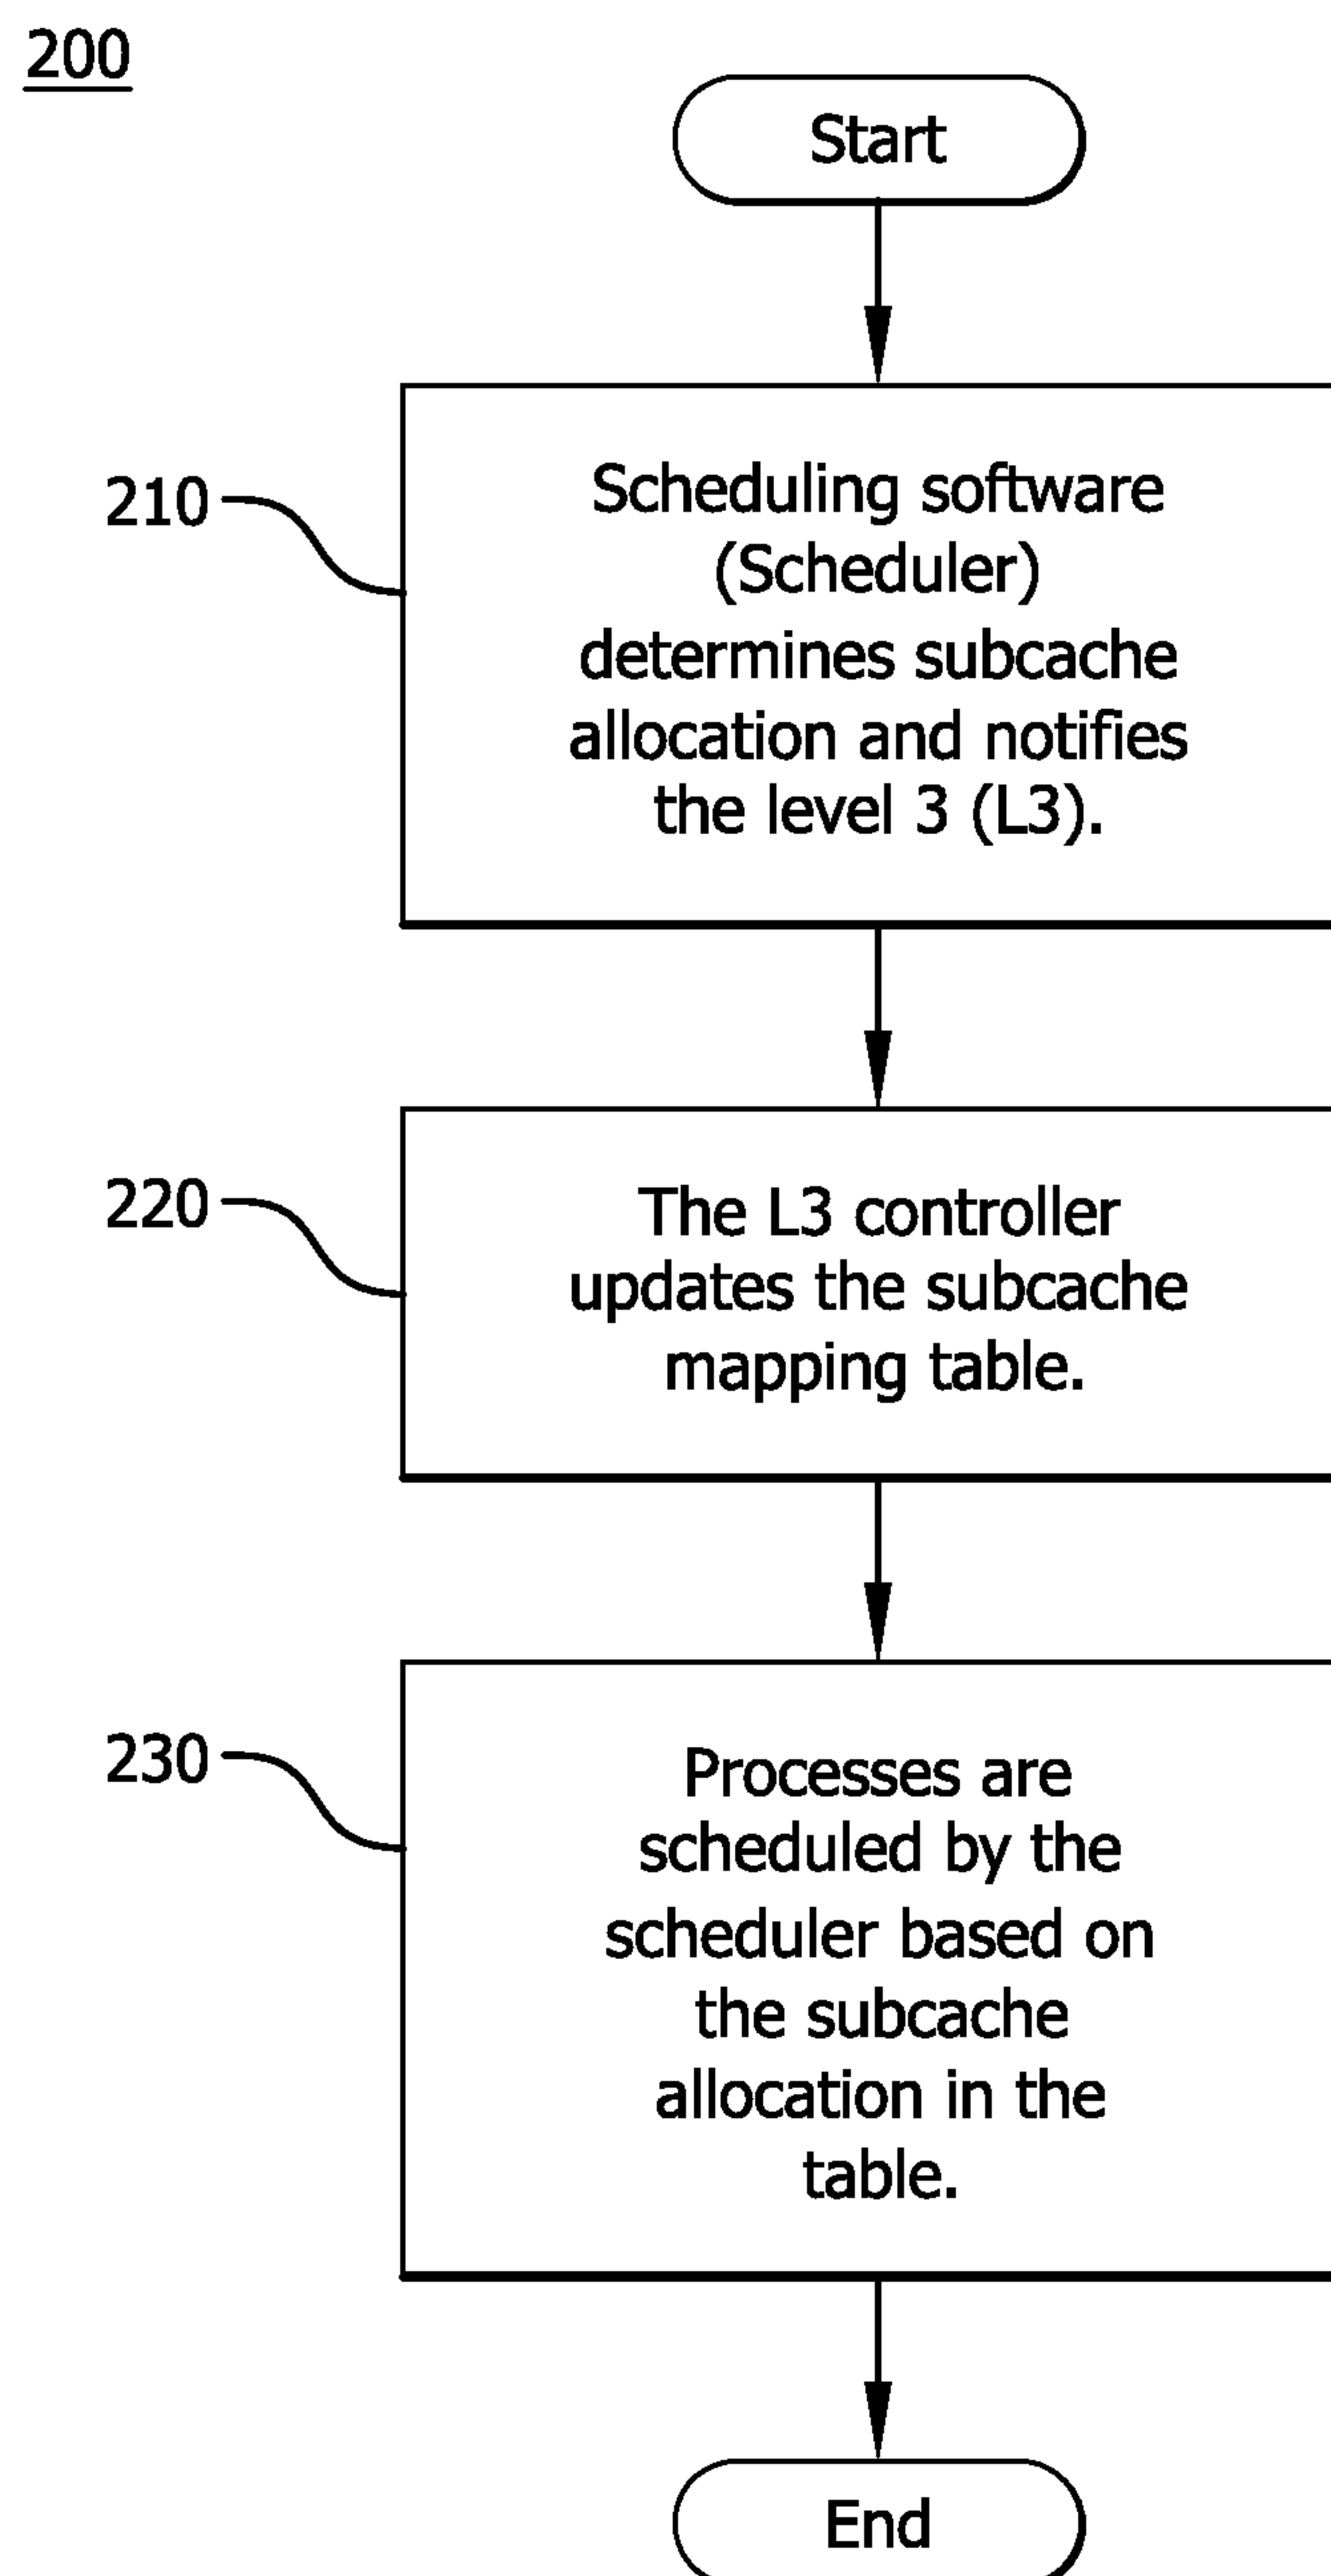 200
Start
210
Scheduling software
(Scheduler)
determines subcache
allocation and notifies
the level 3 (L3).
220
The L3 controller
updates the subcache
mapping table.
230
Processes are
scheduled by the
scheduler based on
the subcache
allocation in the
table.
End